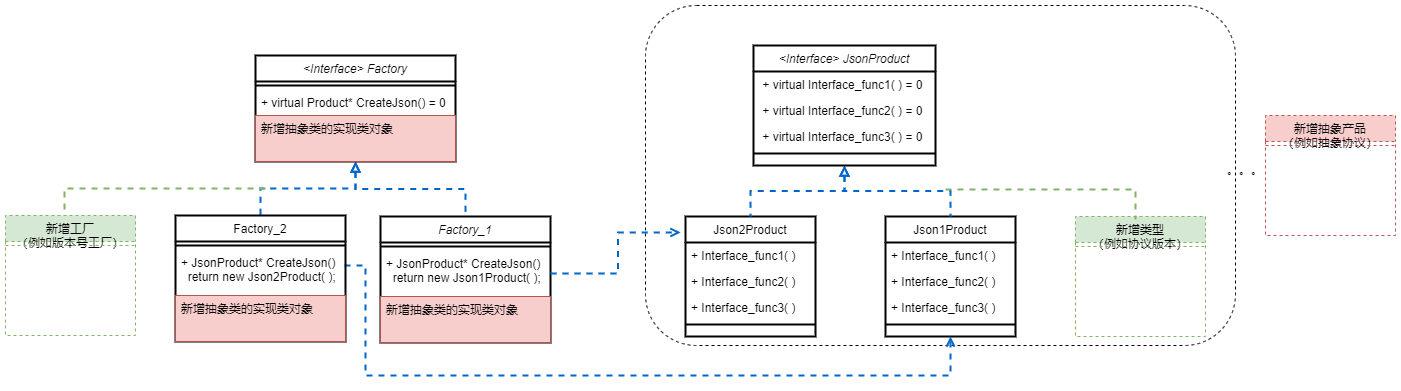 <Interface> Factory
+ virtual Product* CreateJson() = 0
新增抽象类的实现类对象
<Interface> JsonProduct
+ virtual Interface_func1( ) = 0
+ virtual Interface_func2( ) = 0
+ virtual Interface_func3( ) = 0
新增抽象产品
(例如抽象协议)
新增工厂
(例如版本号工厂)
Factory_2
+ JsonProduct* CreateJson()
return new Json2Product( );
新增抽象类的实现类对象
Factory_1
+ JsonProduct* CreateJson()
return new Json1Product( );
新增抽象类的实现类对象
Json2Product
+ Interface_func1( )
+ Interface_func2( )
+ Interface_func3( )
Json1Product
+ Interface_func1( )
+ Interface_func2( )
+ Interface_func3( )
新增类型
(例如协议版本)